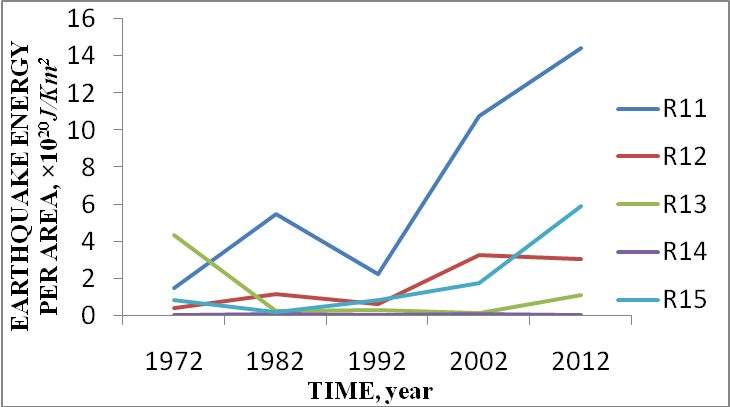 EARTHQUAKE ENERGY
PER AREA, ×10²⁰J/Km²
16
14
12
10
8
6
4
2
0
1972 1982 1992 2002 2012
TIME, year
R11
R12
R13
R14
R15